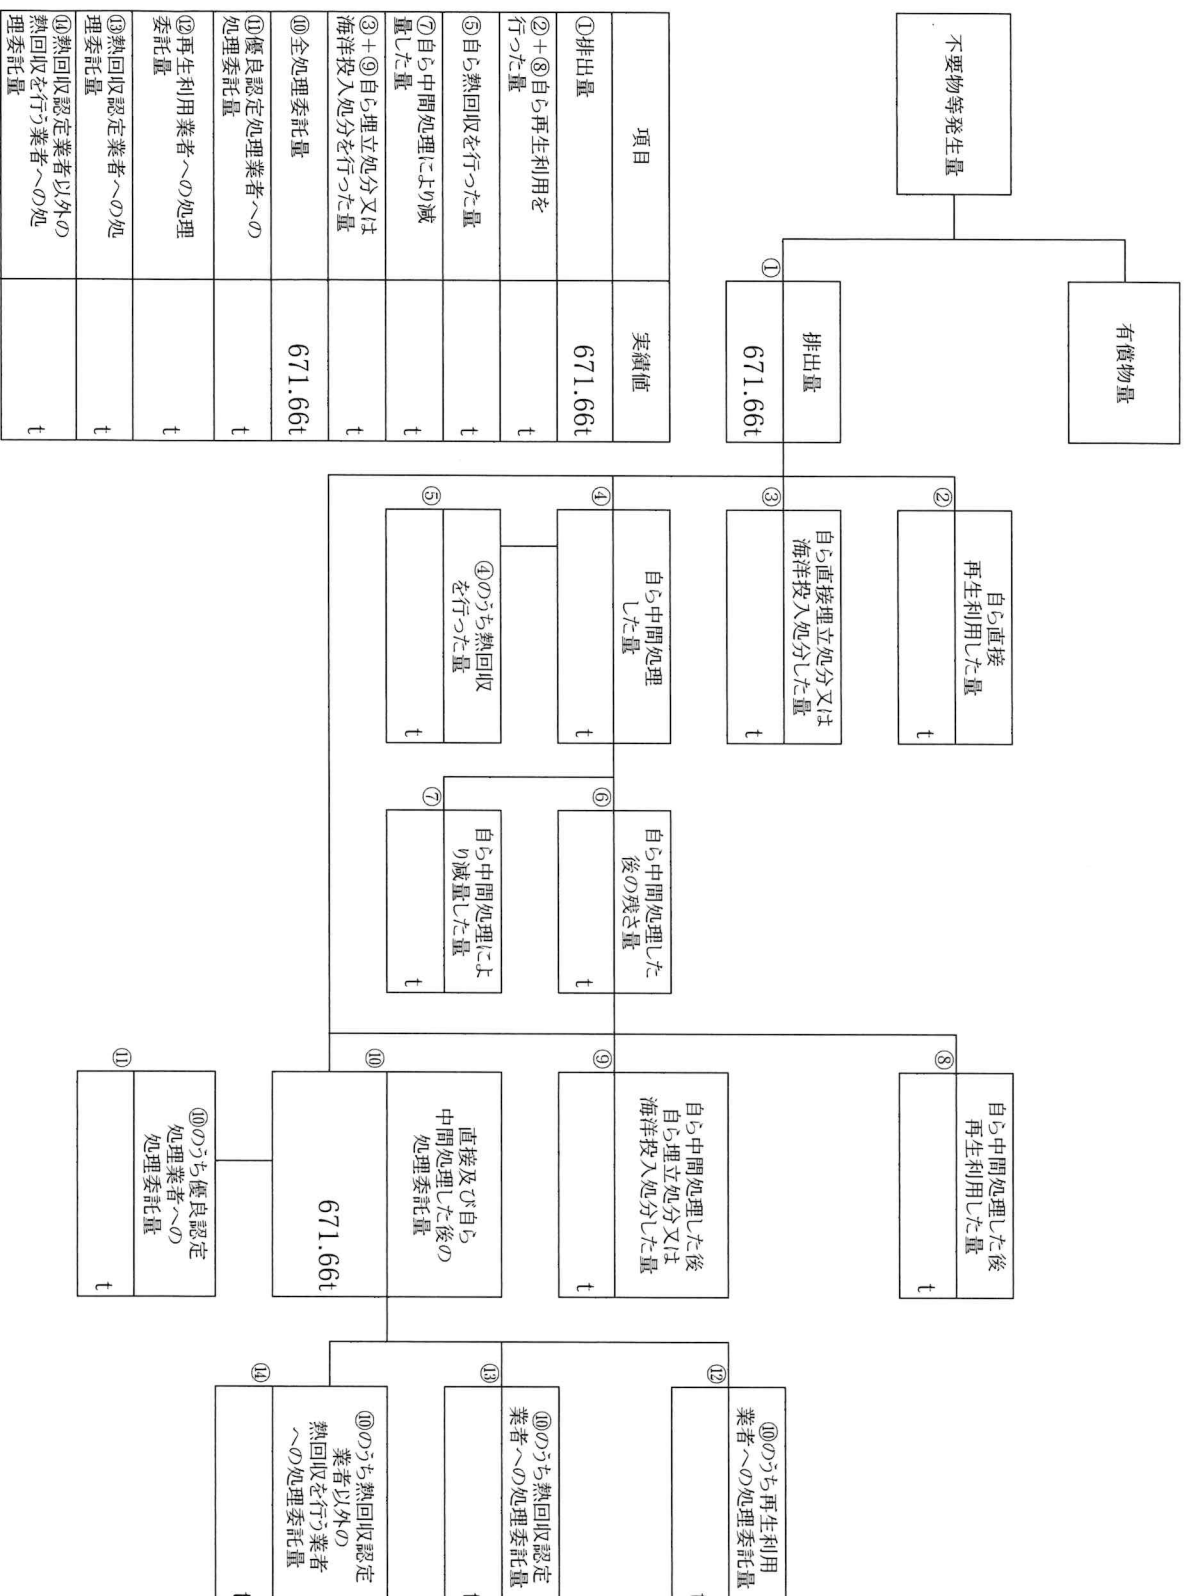 有償物量
不要物等発生量
①
排出量
671.66t
②
自ら直接
再生利用した量
t
③
自ら直接埋立処分又は
海洋投入処分した量
t
④
自ら中間処理
した量
t
⑤
④のうち熱回収
を行った量
t
⑥
自ら中間処理した
後の残さ量
t
⑦
自ら中間処理によ
り減量した量
t
⑧
自ら中間処理した後
再生利用した量
t
⑨
自ら中間処理した後
自ら埋立処分又は
海洋投入処分した量
t
⑩
直接及び自ら
中間処理した後の
処理委託量
671.66t
⑪
⑩のうち優良認定
処理業者への
処理委託量
t
⑫
⑩のうち再生利用
業者への処理委託量
t
⑬
⑩のうち熱回収認定
業者への処理委託量
t
⑭
⑩のうち熱回収認定
業者以外の
熱回収を行う業者
への処理委託量
t
項目 実績値
①排出量 671.66t
②+⑧自ら再生利用を
行った量 t
⑤自ら熱回収を行った量 t
⑦自ら中間処理により減
量した量 t
③+⑨自ら埋立処分又は
海洋投入処分を行った量 t
⑩全処理委託量 671.66t
⑪優良認定処理業者への
処理委託量 t
⑫再生利用業者への処理
委託量 t
⑬熱回収認定業者への処
理委託量 t
⑭熱回収認定業者以外の
熱回収を行う業者への処
理委託量 t